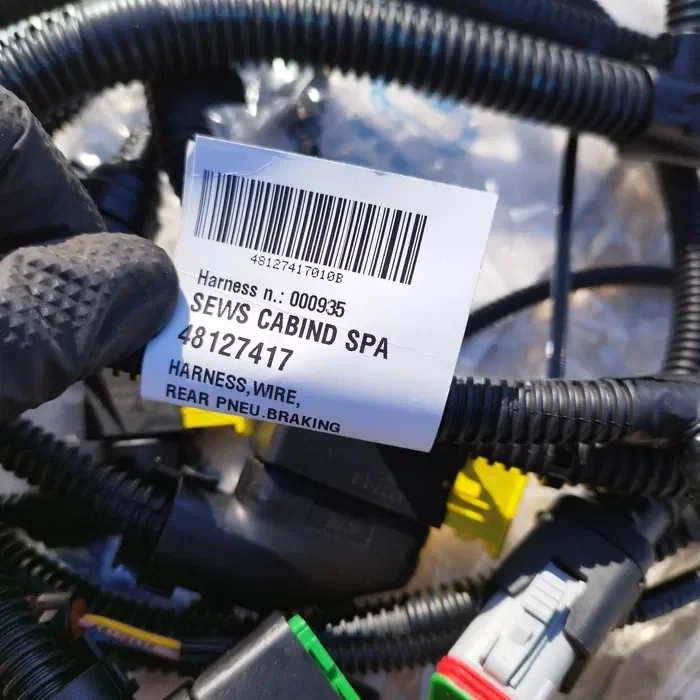 48127417010B
Harness n.: 000935
SEWS CABIND SPA
48127417
HARNESS,WIRE,
REAR PNEU.BRAKING